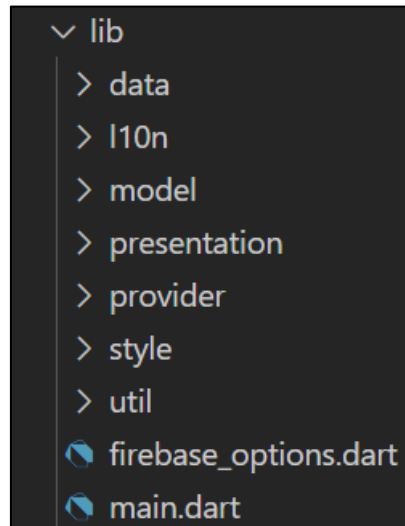 lib
data
l10n
model
presentation
provider
style
util
firebase_options.dart
main.dart